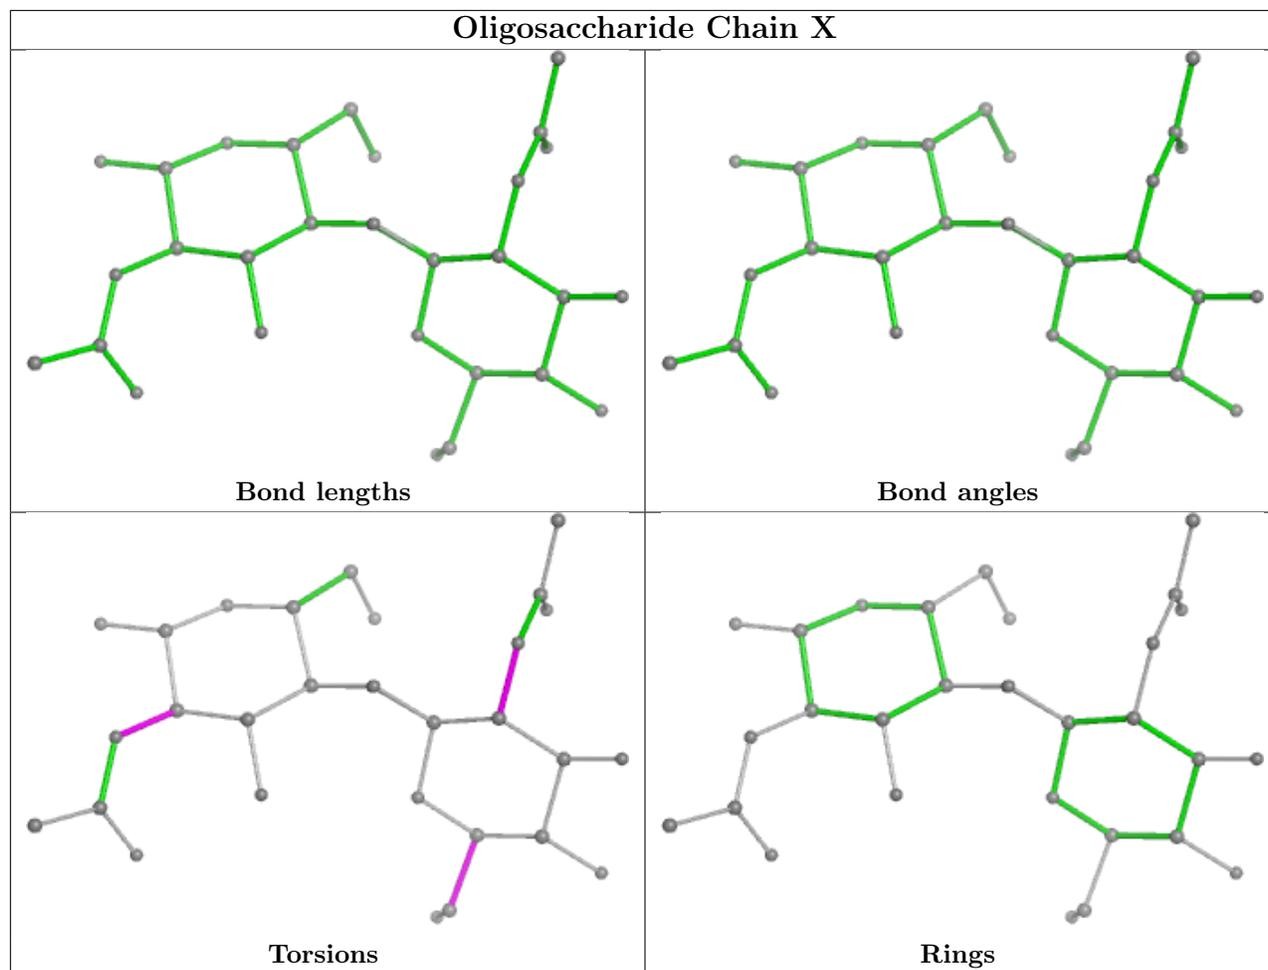 Oligosaccharide Chain X
Bond lengths
Bond angles
Torsions
Rings